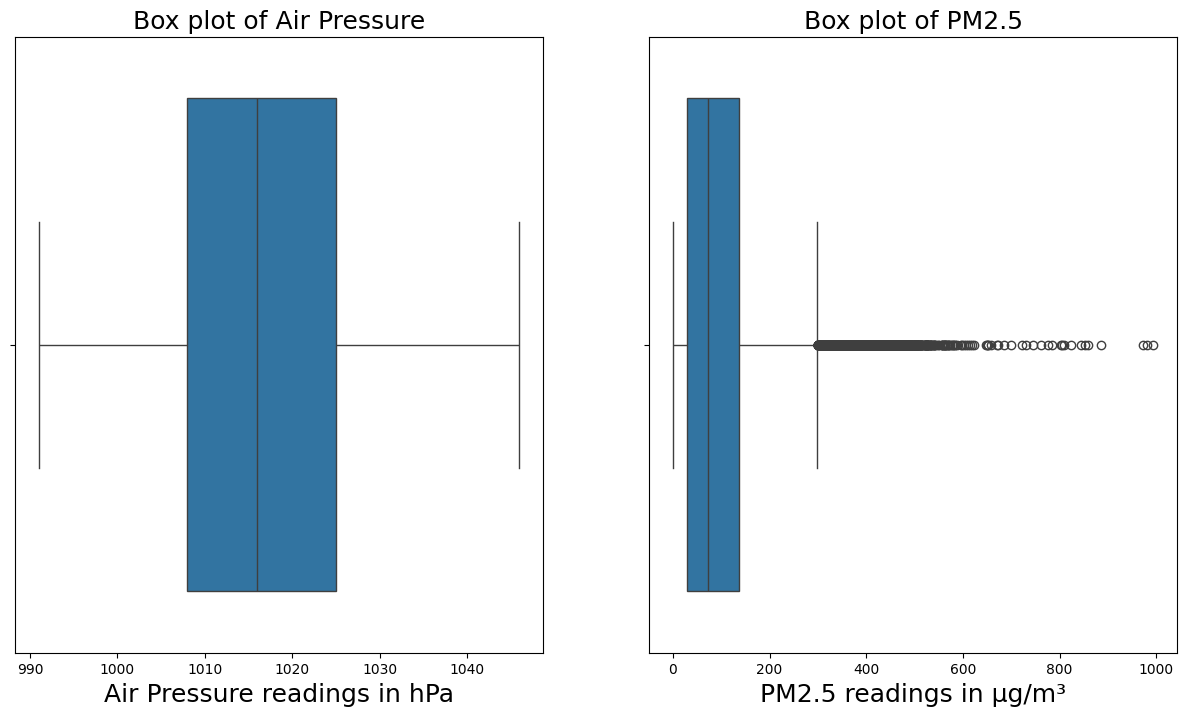 Box plot of Air Pressure
990 1000 1010 1020 1030 1040
Air Pressure readings in hPa
Box plot of PM2.5
0 200 400 600 800 1000
PM2.5 readings in µg/m³